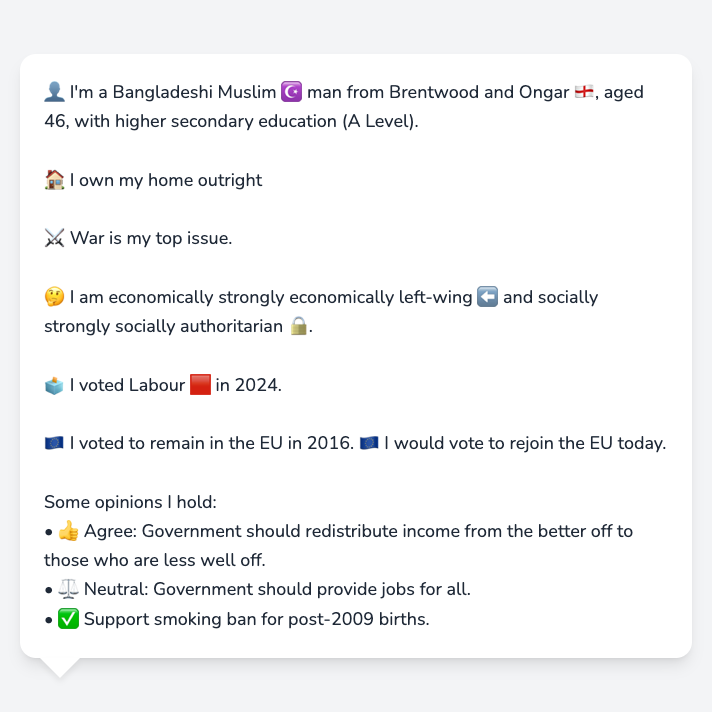 👤 I'm a Bangladeshi Muslim ☪️ man from Brentwood and Ongar 🏴󠁧󠁢󠁥󠁮󠁧󠁿, aged
46, with higher secondary education (A Level).
🏠 I own my home outright
⚔️ War is my top issue.
🤔 I am economically strongly economically left-wing ⬅️ and socially
strongly socially authoritarian 🔒.
🗳️ I voted Labour 🟥 in 2024.
🇪🇺 I voted to remain in the EU in 2016. 🇪🇺 I would vote to rejoin the EU today.
Some opinions I hold:
• 👍 Agree: Government should redistribute income from the better off to
those who are less well off.
• ⚖️ Neutral: Government should provide jobs for all.
• ✅ Support smoking ban for post-2009 births.